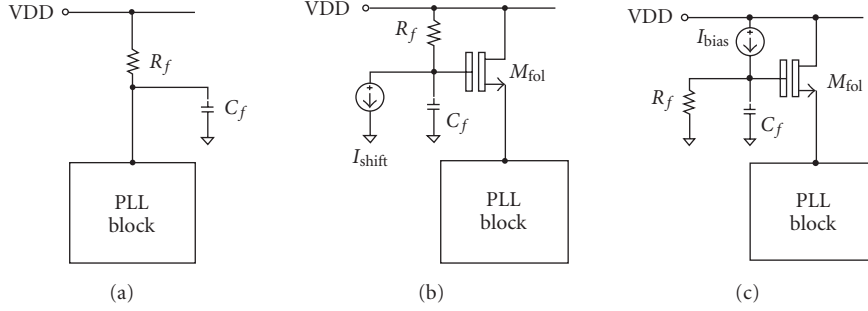 VDD
R_f
C_f
PLL
block
(a)
VDD
R_f
M_fol
C_f
I_shift
PLL
block
(b)
VDD
I_bias
M_fol
R_f
C_f
PLL
block
(c)